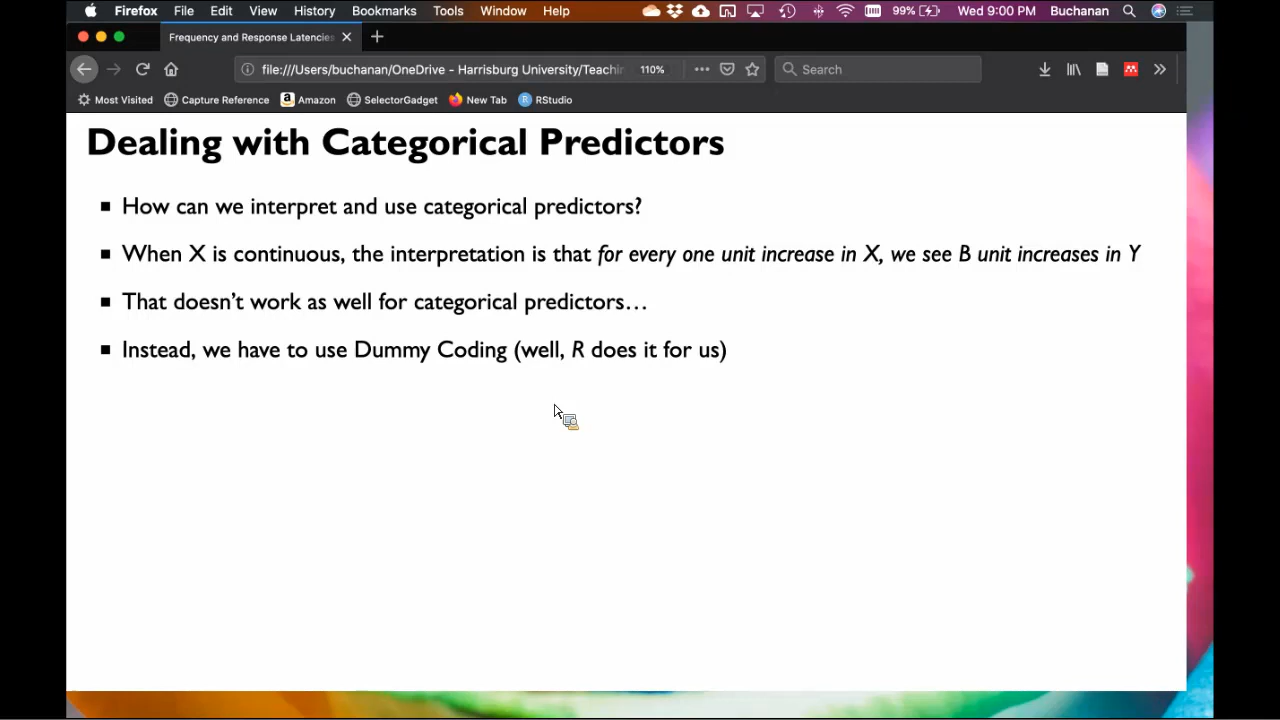 Firefox File Edit View History Bookmarks Tools Window Help 99% Wed 9:00 PM Buchanan
Frequency and Response Latencies
file:///Users/buchanan/OneDrive - Harrisburg University/Teachin 110% Search
Most Visited Capture Reference Amazon SelectorGadget New Tab RStudio
Dealing with Categorical Predictors
How can we interpret and use categorical predictors?
When X is continuous, the interpretation is that for every one unit increase in X, we see B unit increases in Y
That doesn’t work as well for categorical predictors…
Instead, we have to use Dummy Coding (well, R does it for us)